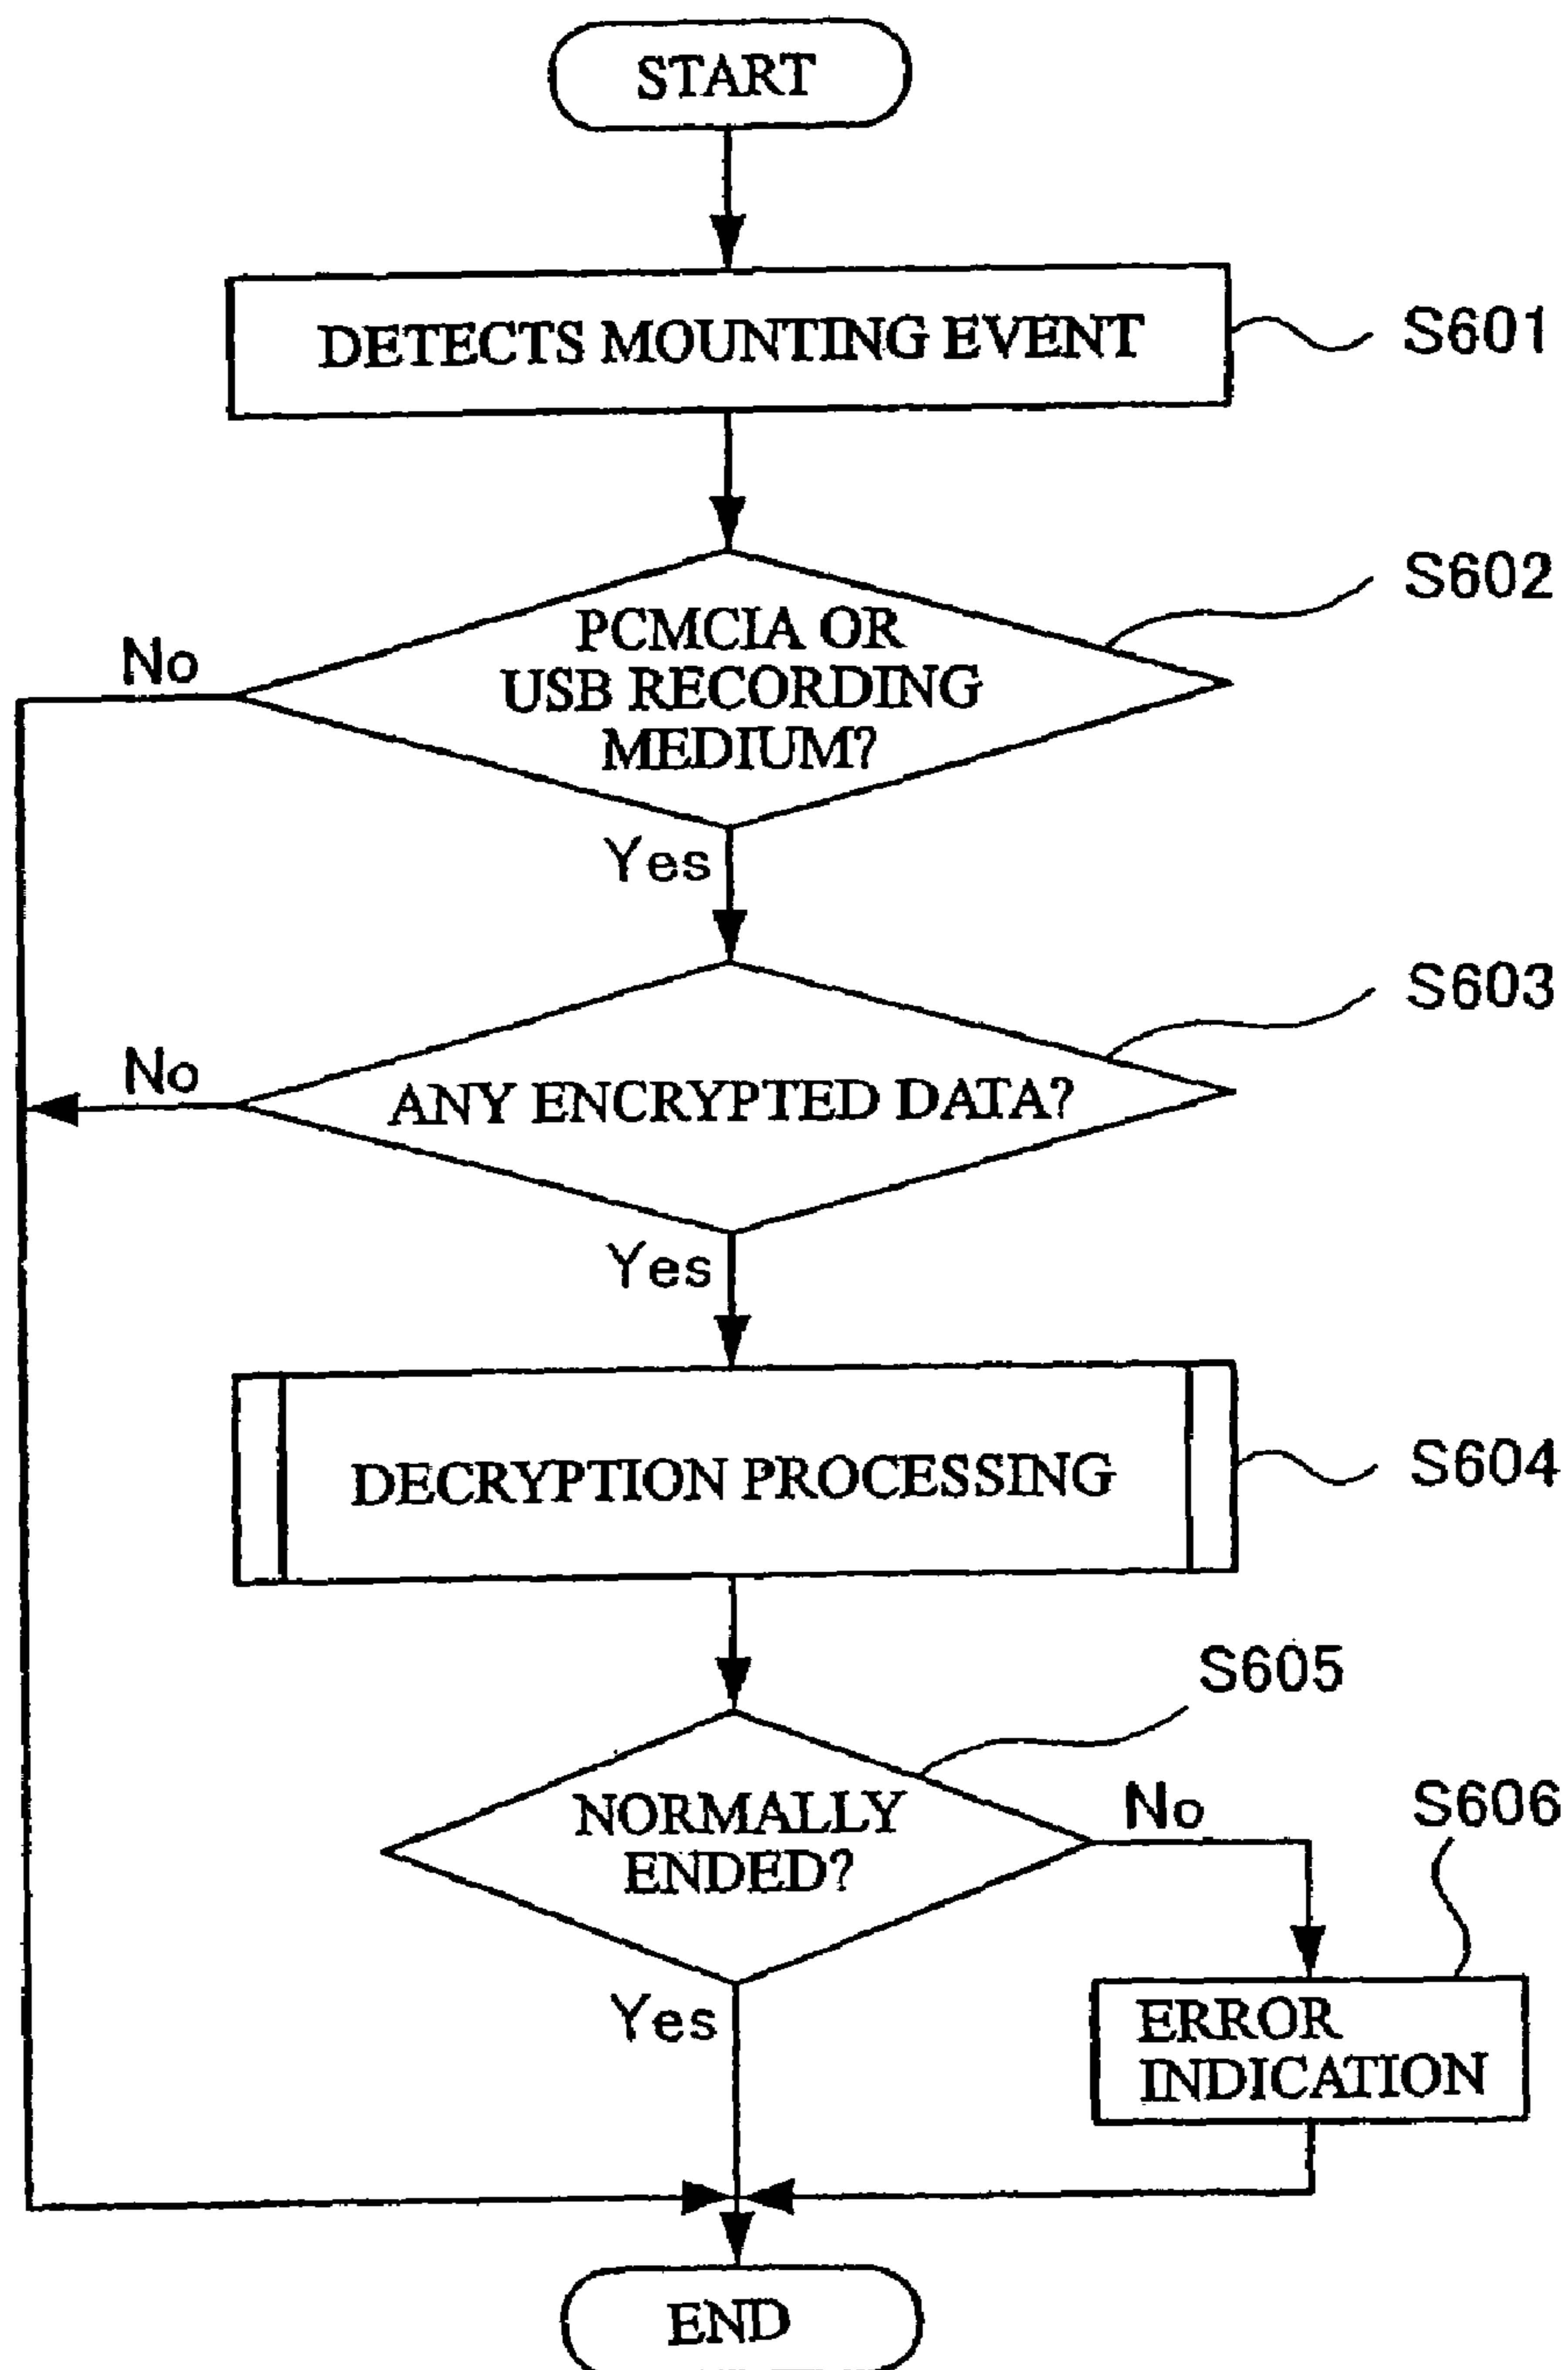 START
DETECTS MOUNTING EVENT
S601
S602
PCMCIA OR
USB RECORDING
MEDIUM?
No
Yes
S603
ANY ENCRYPTED DATA?
No
Yes
DECRYPTION PROCESSING
S604
S605
NORMALLY
ENDED?
No
S606
Yes
ERROR
INDICATION
END